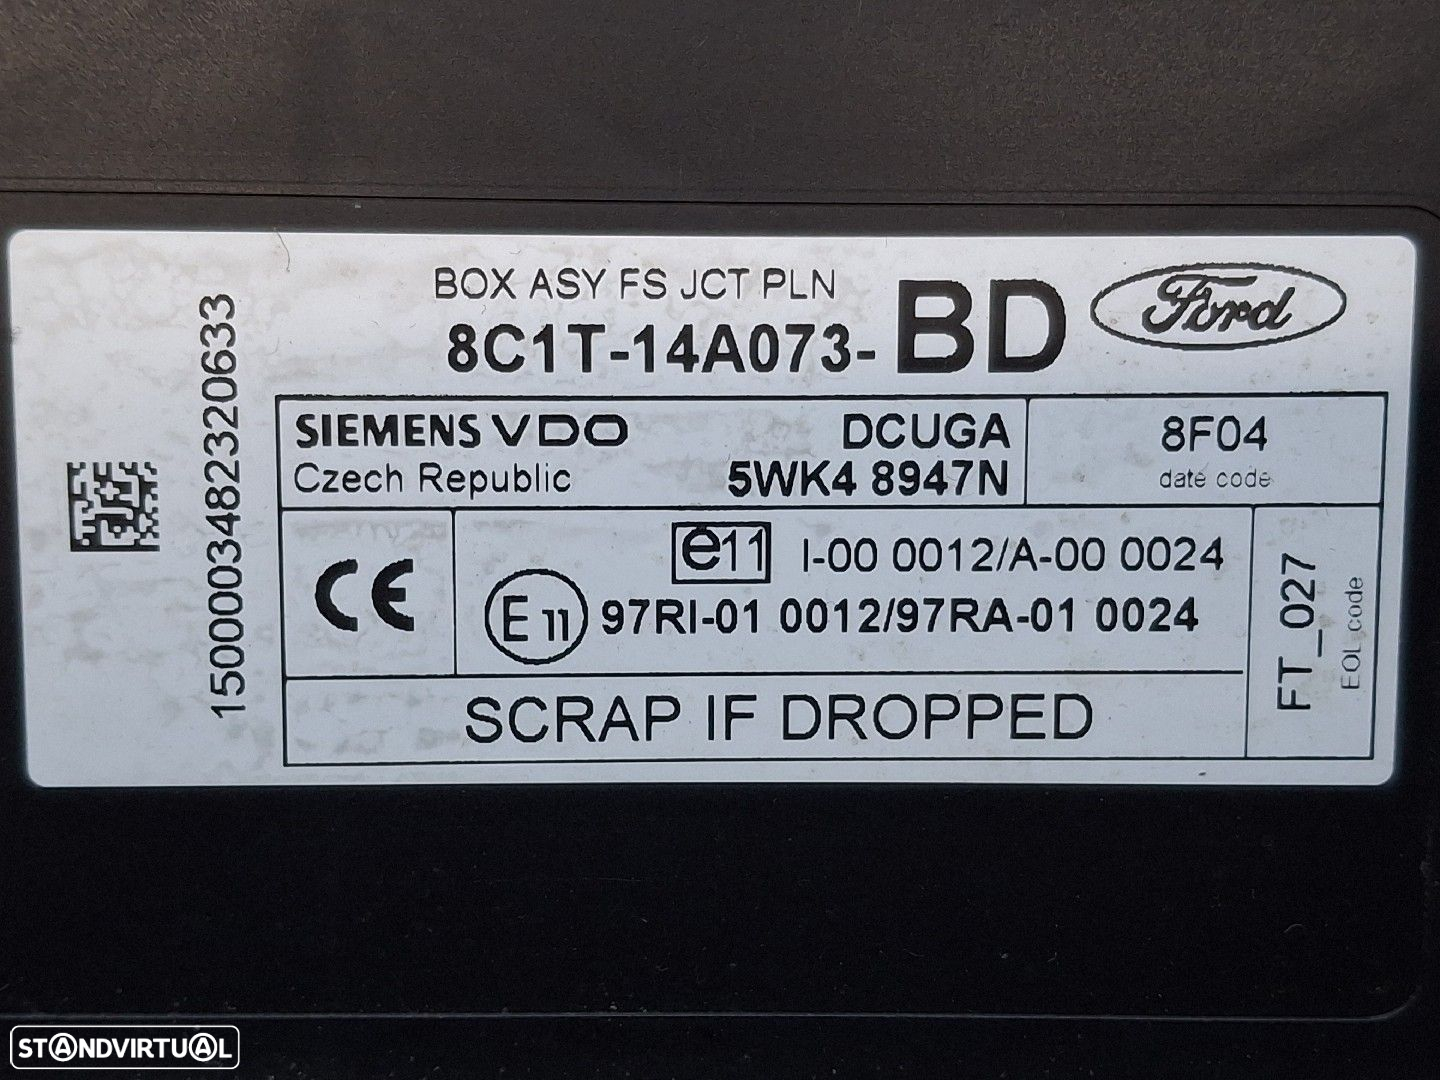 BOX ASY FS JCT PLN
8C1T-14A073-BD
Ford
SIEMENS VDO
DCUGA
8F04
Czech Republic
5WK4 8947N
date code
CE
e11 I-00 0012/A-00 0024
E11 97RI-01 0012/97RA-01 0024
SCRAP IF DROPPED
FT_027
EOL code
1500003482320633
STANDVIRTUAL